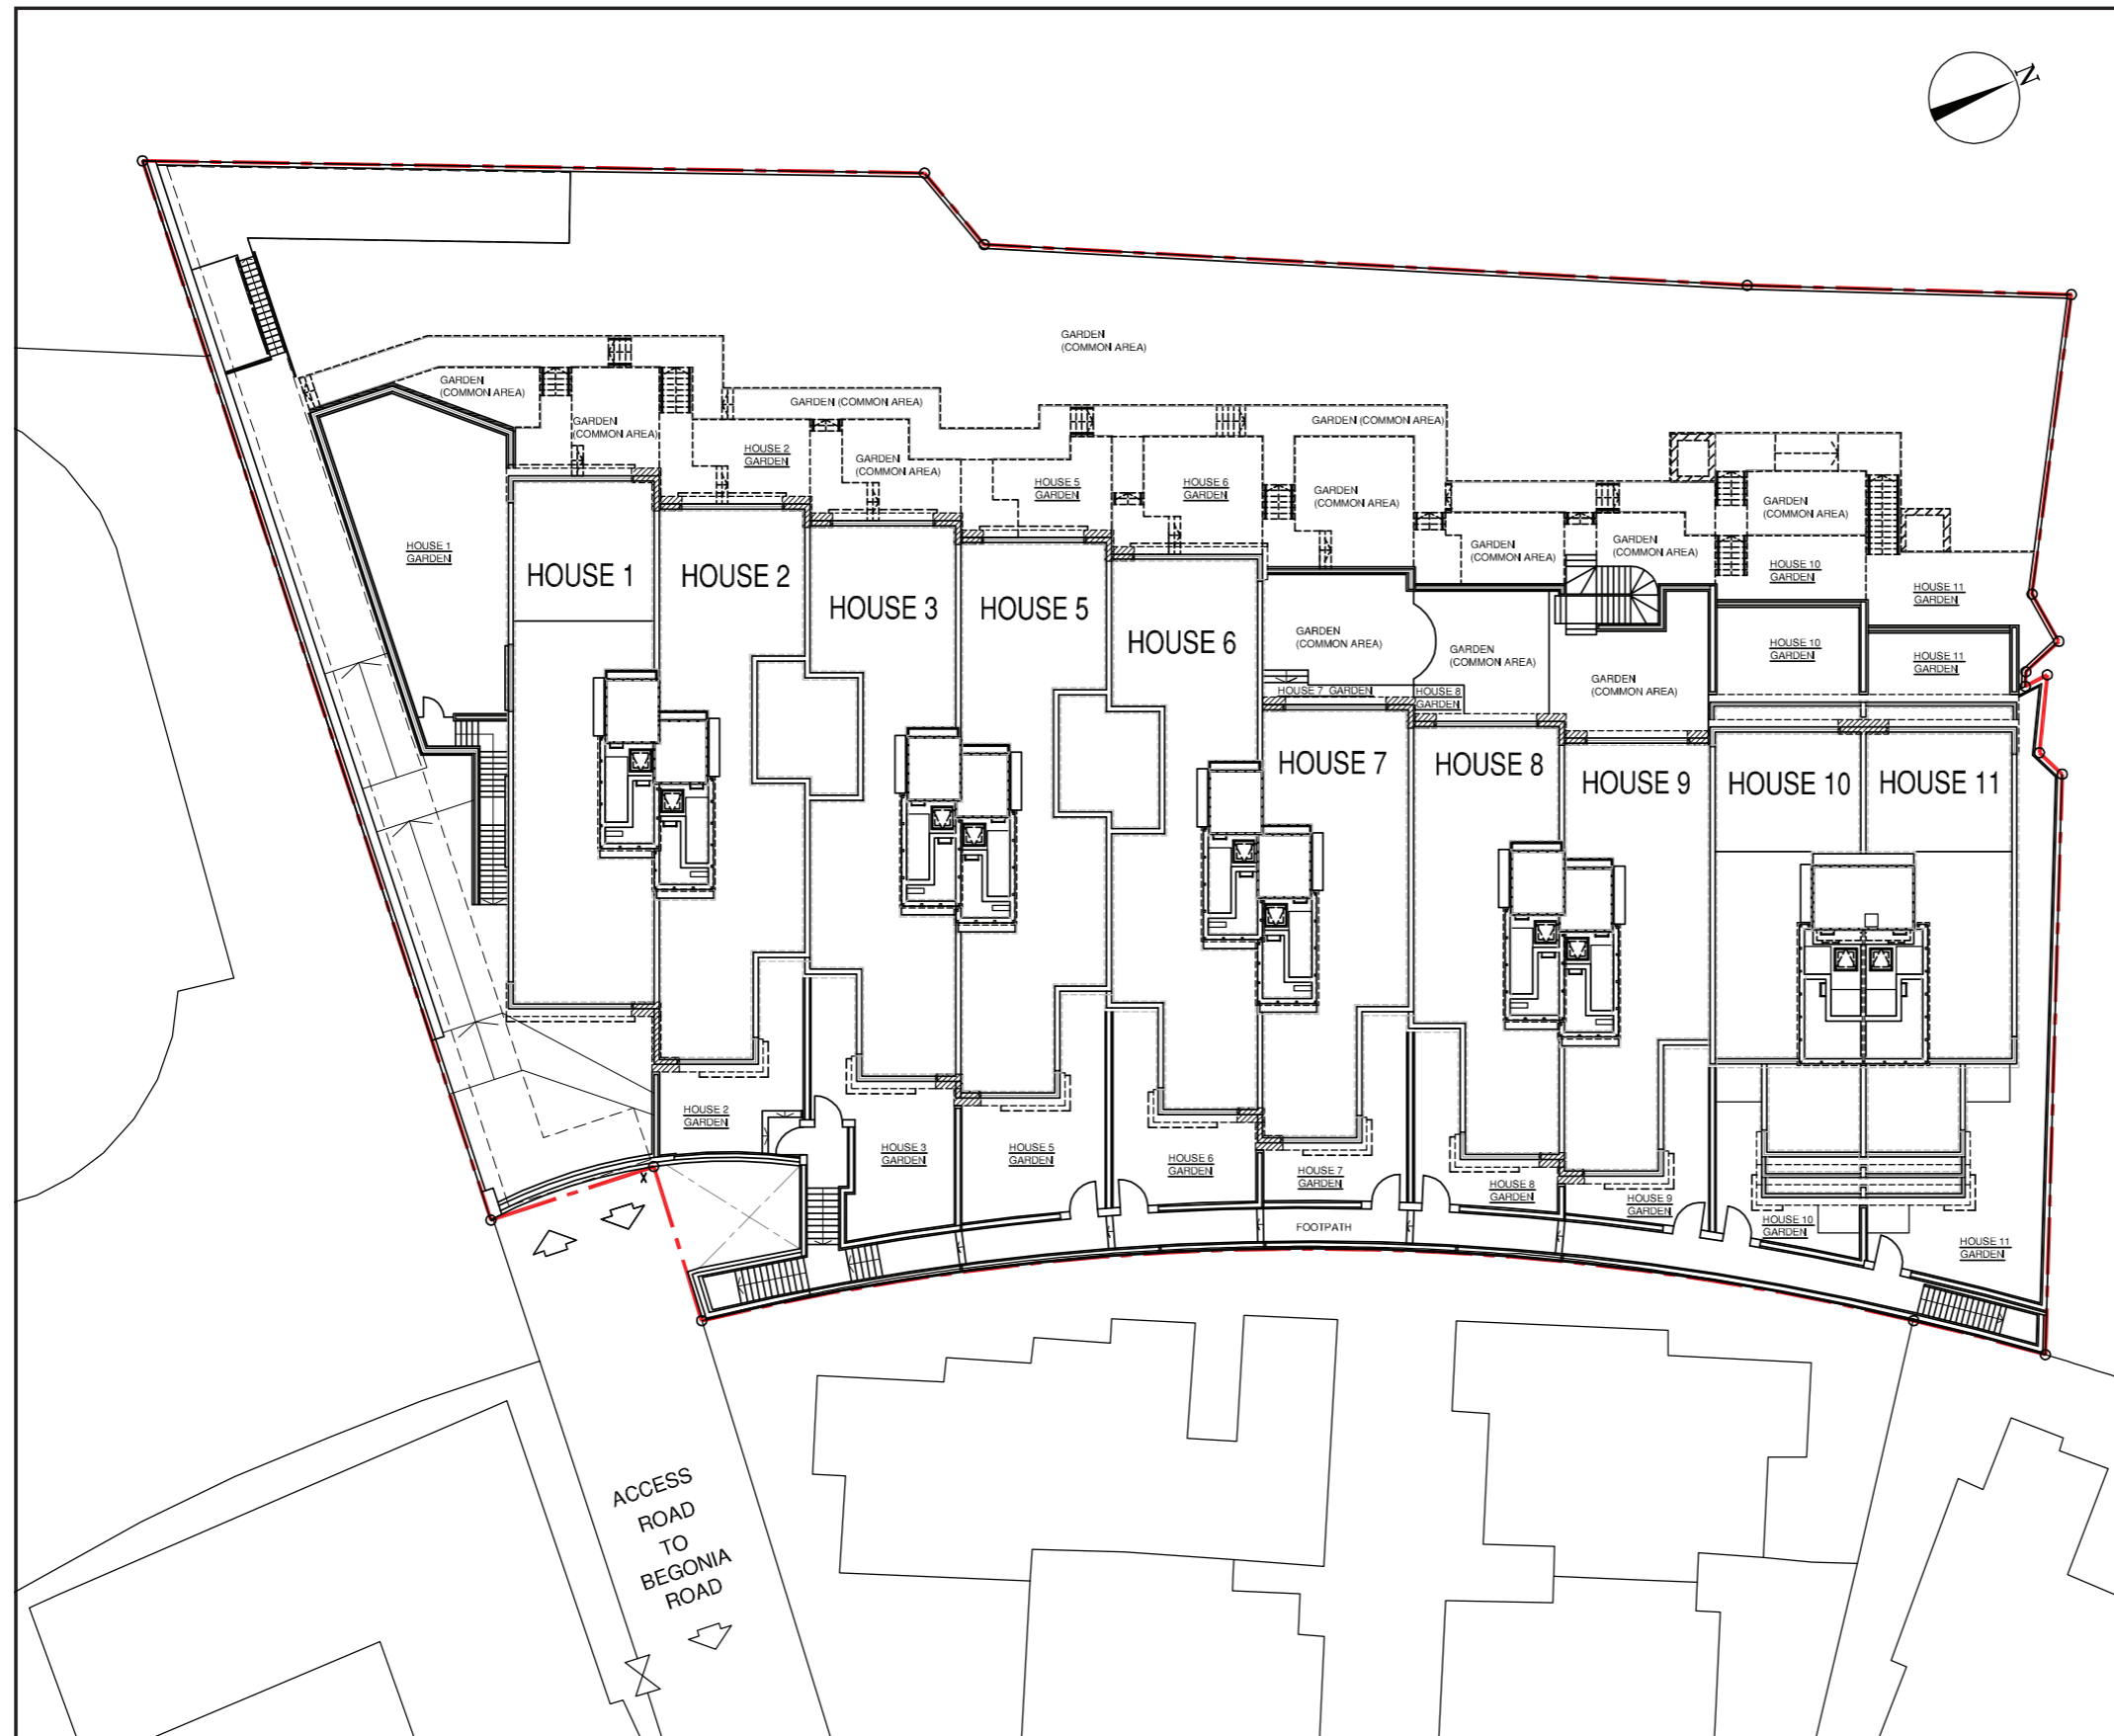 N
GARDEN
(COMMON AREA)
GARDEN
(COMMON AREA)
GARDEN (COMMON AREA)
GARDEN
(COMMON AREA)
GARDEN (COMMON AREA)
HOUSE 2
GARDEN
GARDEN
(COMMON AREA)
HOUSE 5
GARDEN
HOUSE 6
GARDEN
GARDEN
(COMMON AREA)
GARDEN
(COMMON AREA)
HOUSE 1
GARDEN
GARDEN
(COMMON AREA)
GARDEN
(COMMON AREA)
HOUSE 10
GARDEN
HOUSE 11
GARDEN
HOUSE 1
HOUSE 2
HOUSE 3
HOUSE 5
HOUSE 6
GARDEN
(COMMON AREA)
GARDEN
(COMMON AREA)
GARDEN
(COMMON AREA)
HOUSE 10
GARDEN
HOUSE 11
GARDEN
HOUSE 7 GARDEN
HOUSE 8
GARDEN
HOUSE 7
HOUSE 8
HOUSE 9
HOUSE 10
HOUSE 11
HOUSE 2
GARDEN
HOUSE 3
GARDEN
HOUSE 5
GARDEN
HOUSE 6
GARDEN
HOUSE 7
GARDEN
HOUSE 8
GARDEN
HOUSE 9
GARDEN
HOUSE 10
GARDEN
HOUSE 11
GARDEN
X
FOOTPATH
ACCESS
ROAD
TO
BEGONIA
ROAD